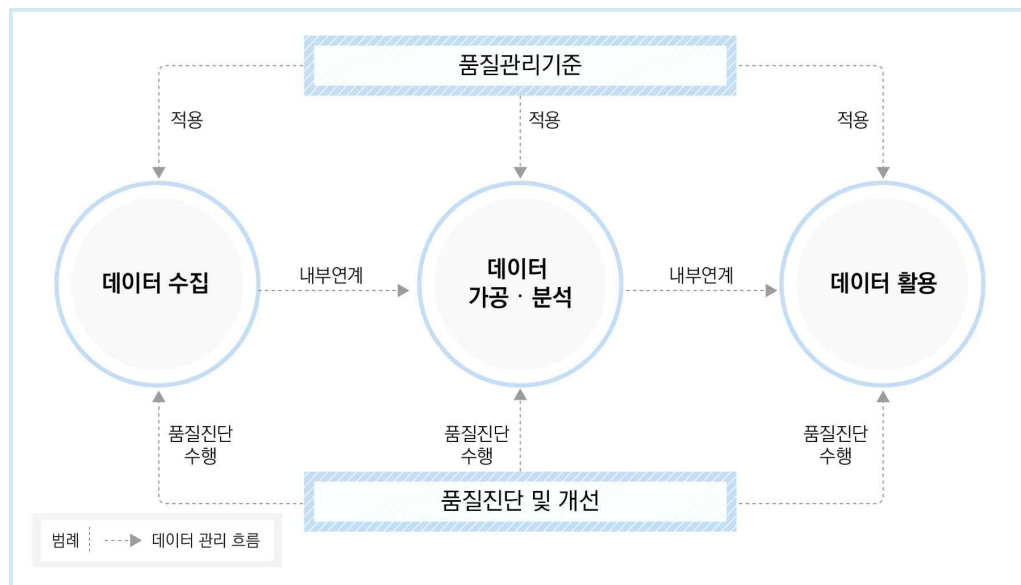 품질관리기준
적용
적용
적용
데이터 수집
내부연계
데이터
가공 · 분석
내부연계
데이터 활용
품질진단
수행
품질진단
수행
품질진단
수행
품질진단 및 개선
범례
데이터 관리 흐름